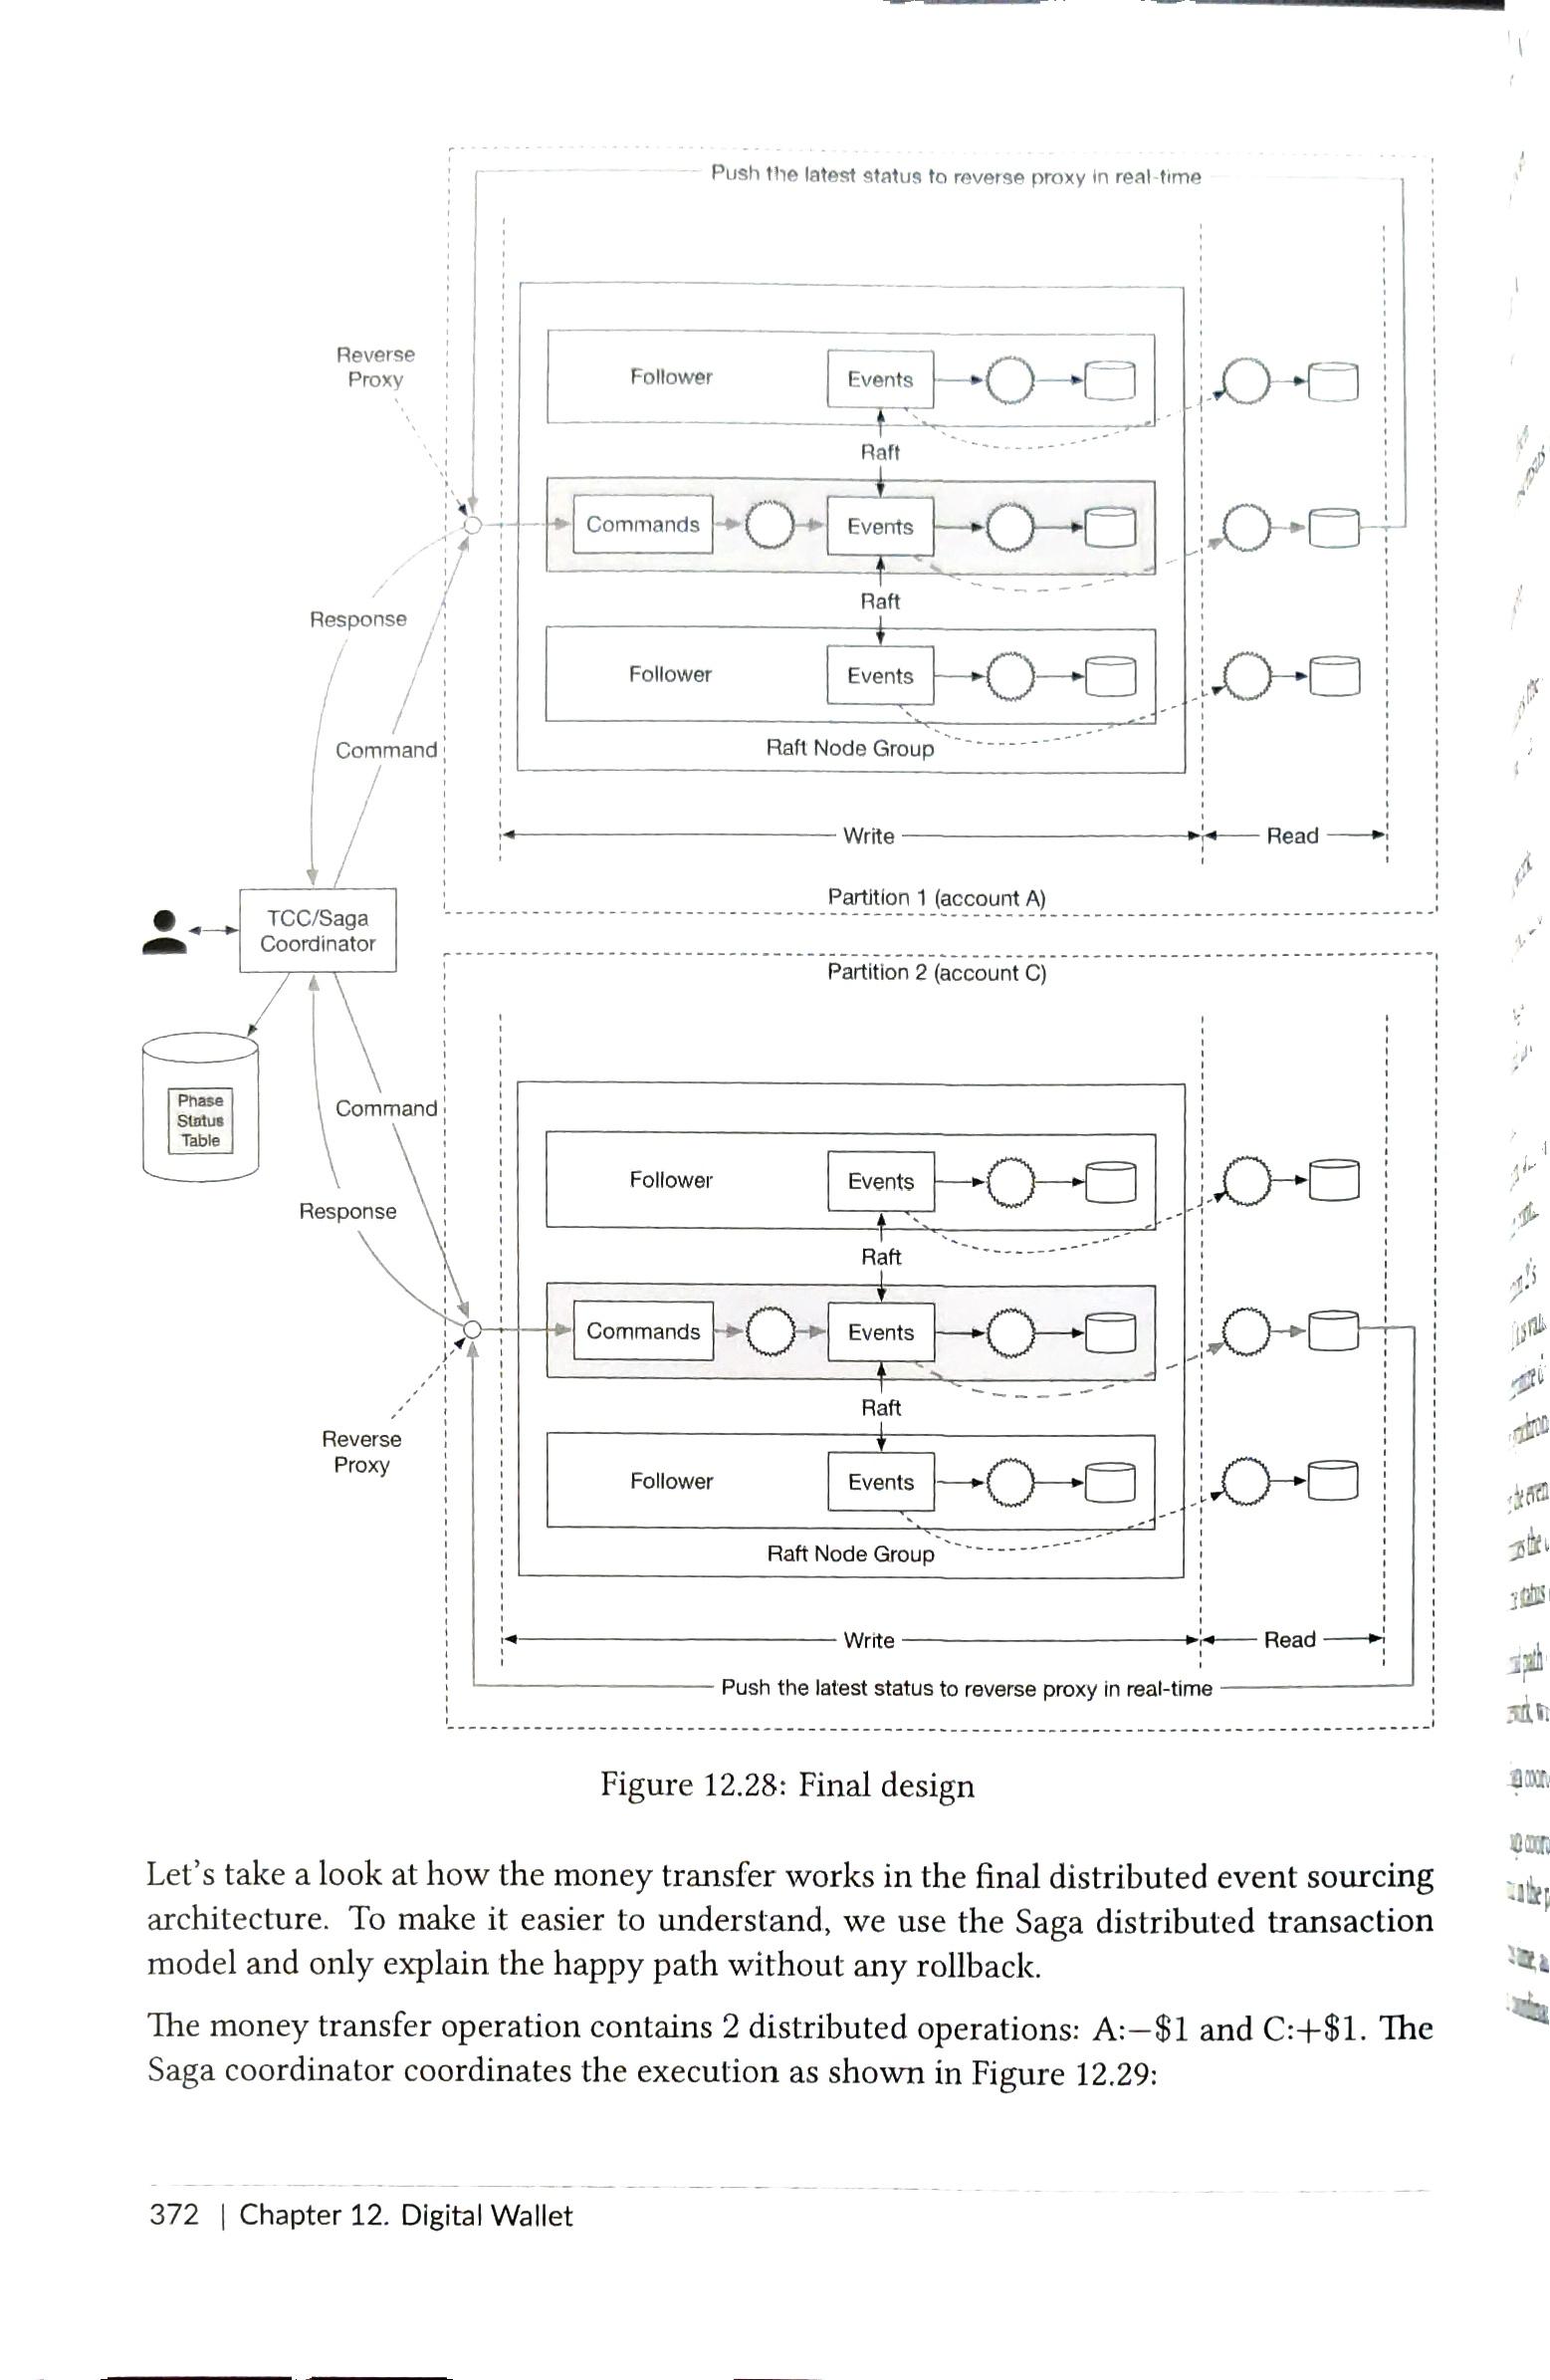 Push the latest status to reverse proxy in real-time
Reverse
Proxy
Follower
Events
Raft
Commands
Events
Raft
Response
Follower
Events
Command
Raft Node Group
Write
Read
Partition 1 (account A)
TCC/Saga
Coordinator
Partition 2 (account C)
Phase
Status
Table
Command
Follower
Events
Response
Raft
Commands
Events
Raft
Reverse
Proxy
Follower
Events
Raft Node Group
Write
Read
Push the latest status to reverse proxy in real-time
Figure 12.28: Final design
Let's take a look at how the money transfer works in the final distributed event sourcing
architecture. To make it easier to understand, we use the Saga distributed transaction
model and only explain the happy path without any rollback.
The money transfer operation contains 2 distributed operations: A:−$1 and C:+$1. The
Saga coordinator coordinates the execution as shown in Figure 12.29:
372 | Chapter 12. Digital Wallet